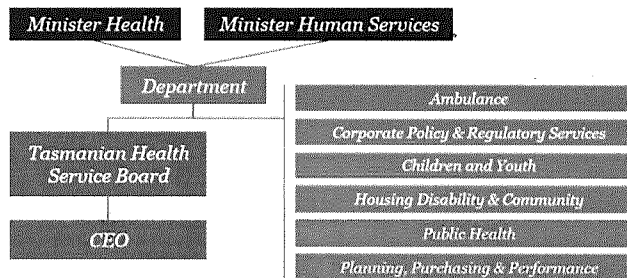 Minister Health
Minister Human Services
Department
Tasmanian Health
Service Board
CEO
Ambulance
Corporate Policy & Regulatory Services
Children and Youth
Housing Disability & Community
Public Health
Planning, Purchasing & Performance